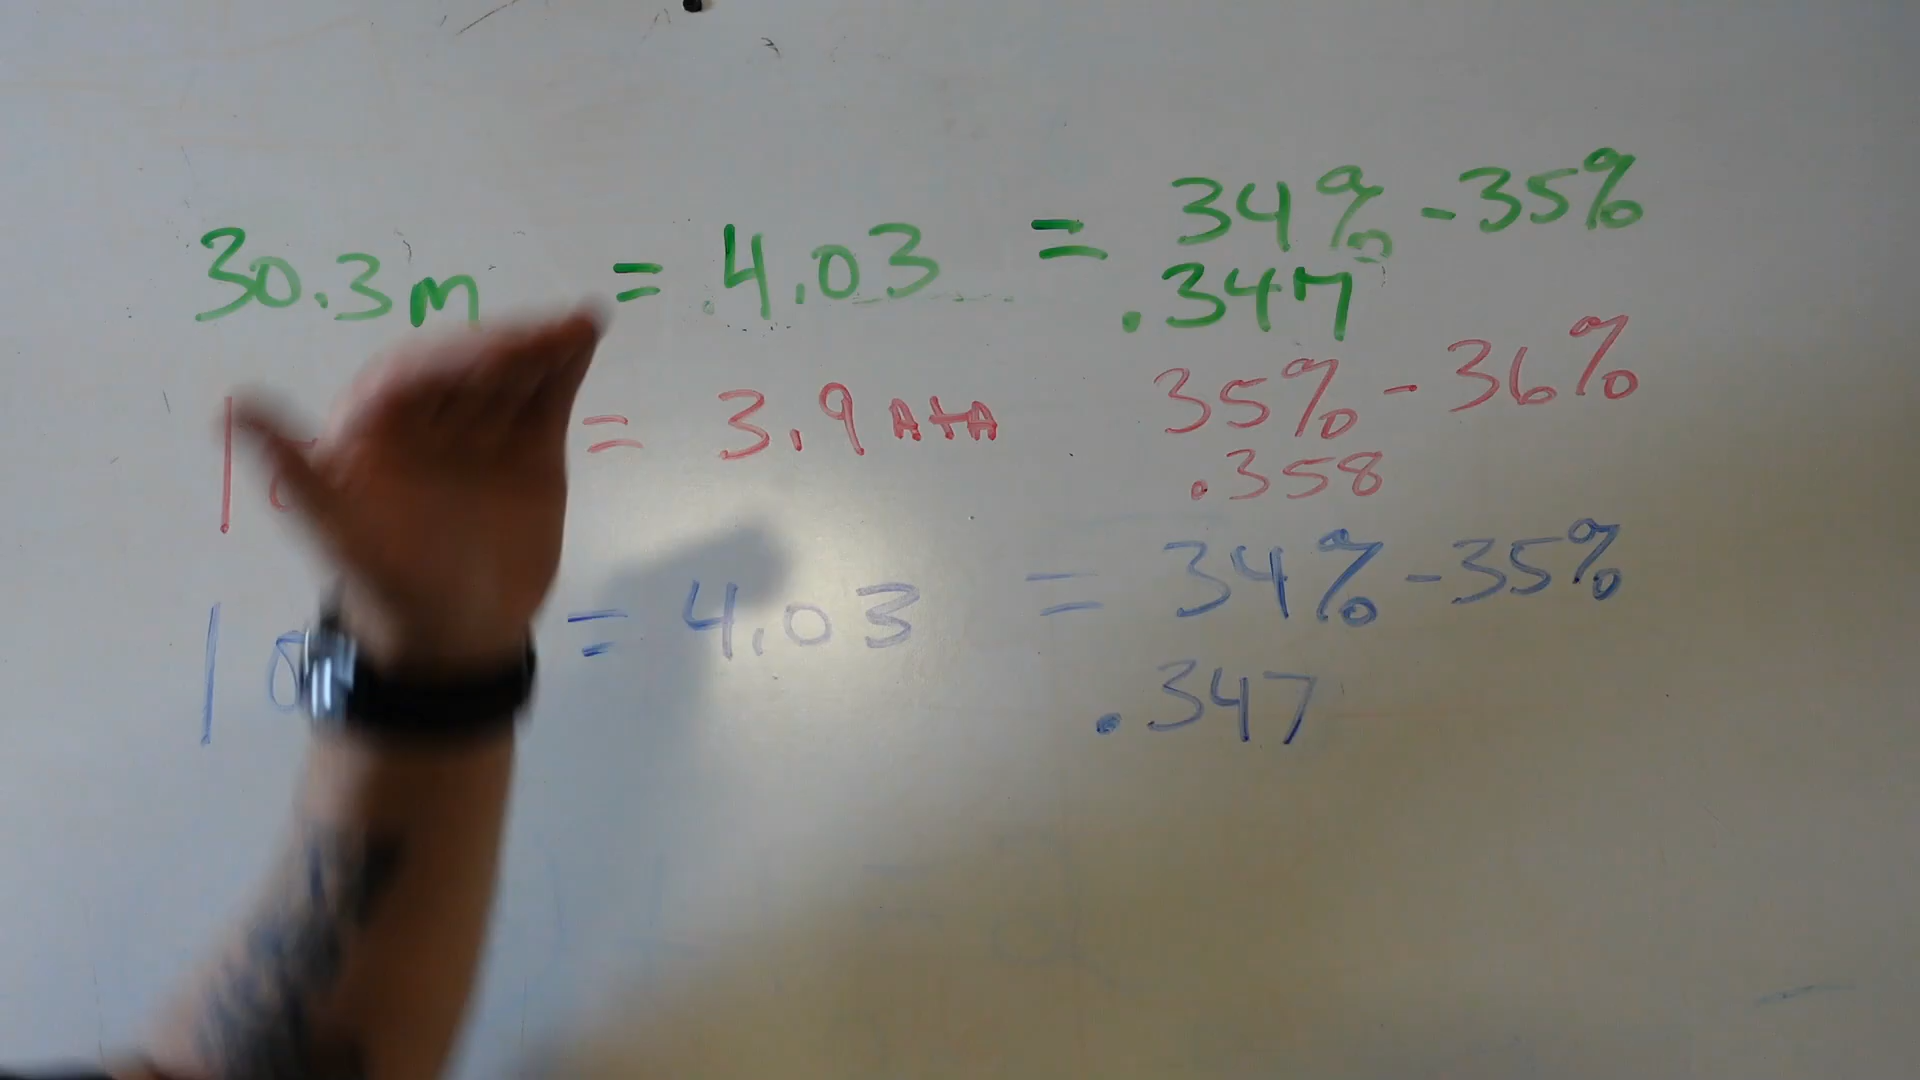 30.3m = 4.03 = 34% - 35%
.347
= 3.9 ATA 35% - 36%
.358
= 4.03 = 34% - 35%
.347